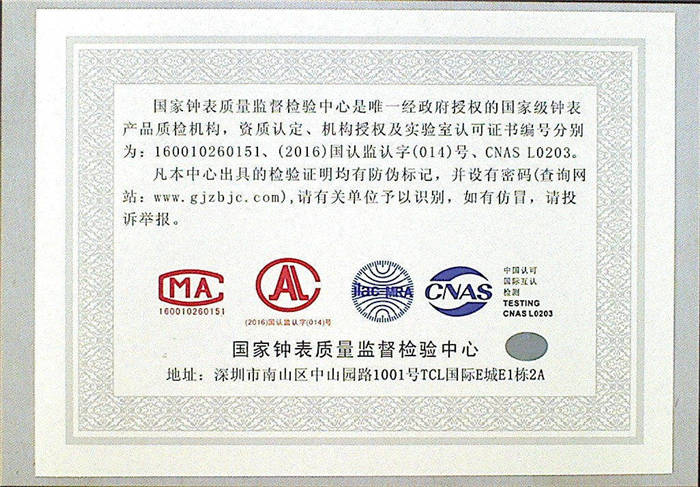 国家钟表质量监督检验中心是唯一经政府授权的国家级钟表
产品质检机构，资质认定、机构授权及实验室认可证书编号分别
为：160010260151、(2016)国认监认字(014)号、CNAS L0203。
凡本中心出具的检验证明均有防伪标记，并设有密码(查询网
站：www.gjzbjc.com),请有关单位予以识别，如有仿冒，请投
诉举报。
MA
160010260151
CAL
(2016)国认监认字(014)号
ilac-MRA
CNAS
中国认可
国际互认
检测
TESTING
CNAS L0203
国家钟表质量监督检验中心
地址：深圳市南山区中山园路1001号TCL国际E城E1栋2A